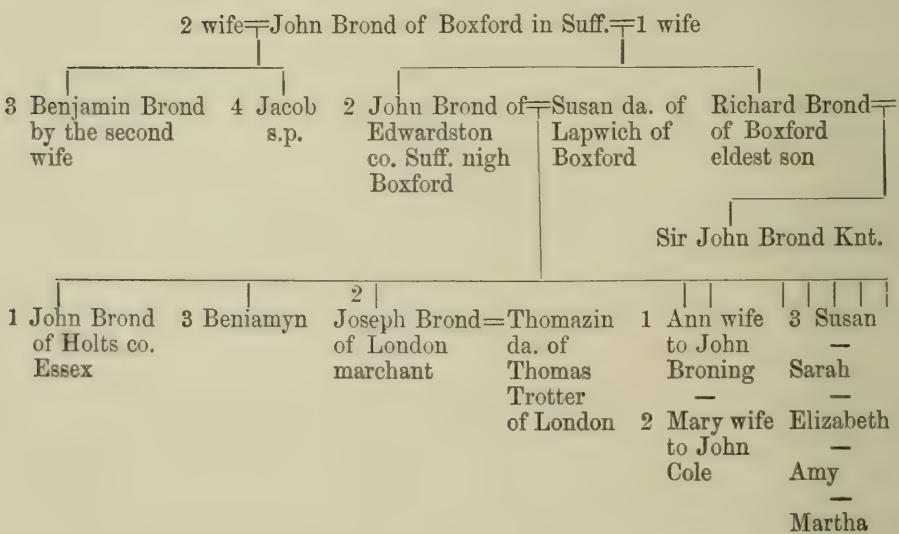 2 wife=John Brond of Boxford in Suff.=1 wife
3 Benjamin Brond
by the second
wife
4 Jacob
s.p.
2 John Brond of=
Edwardston
co. Suff. nigh
Boxford
Susan da. of
Lapwich of
Boxford
Richard Brond=
of Boxford
eldest son
Sir John Brond Knt.
1 John Brond
of Holts co.
Essex
3 Beniamyn
2
Joseph Brond=
of London
marchant
Thomazin
da. of
Thomas
Trotter
of London
1 Ann wife
to John
Broning
—
2 Mary wife
to John
Cole
3 Susan
—
Sarah
—
Elizabeth
—
Amy
—
Martha